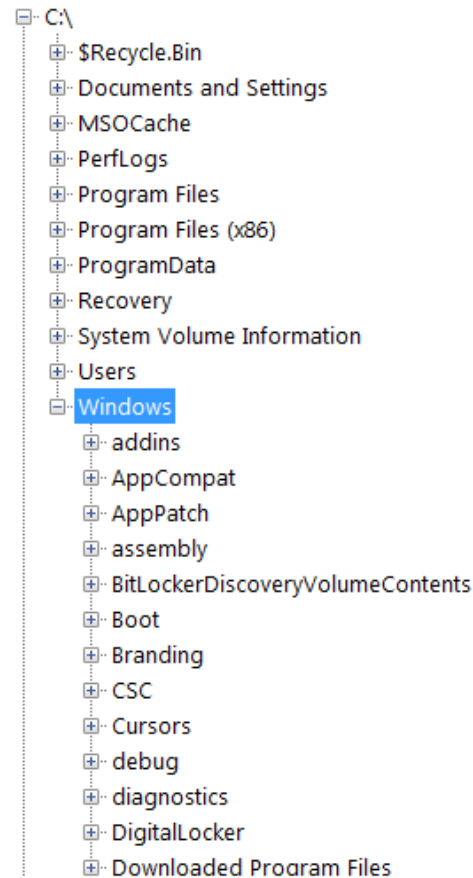 C:\
$Recycle.Bin
Documents and Settings
MSOCache
PerfLogs
Program Files
Program Files (x86)
ProgramData
Recovery
System Volume Information
Users
Windows
addins
AppCompat
AppPatch
assembly
BitLockerDiscoveryVolumeContents
Boot
Branding
CSC
Cursors
debug
diagnostics
DigitalLocker
Downloaded Program Files